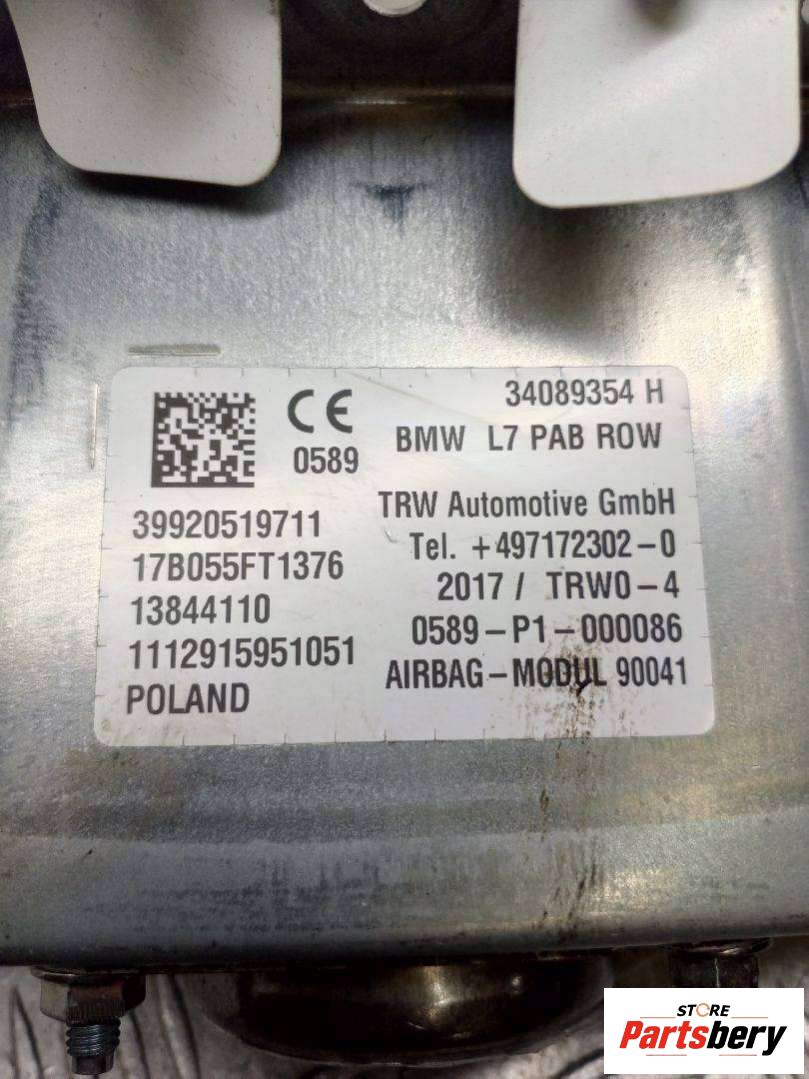 34089354 H
CE
0589
BMW L7 PAB ROW
39920519711
17B055FT1376
13844110
1112915951051
POLAND
TRW Automotive GmbH
Tel. +497172302-0
2017 / TRW0-4
0589-P1-000086
AIRBAG-MODUL 90041
STORE
Partsbery